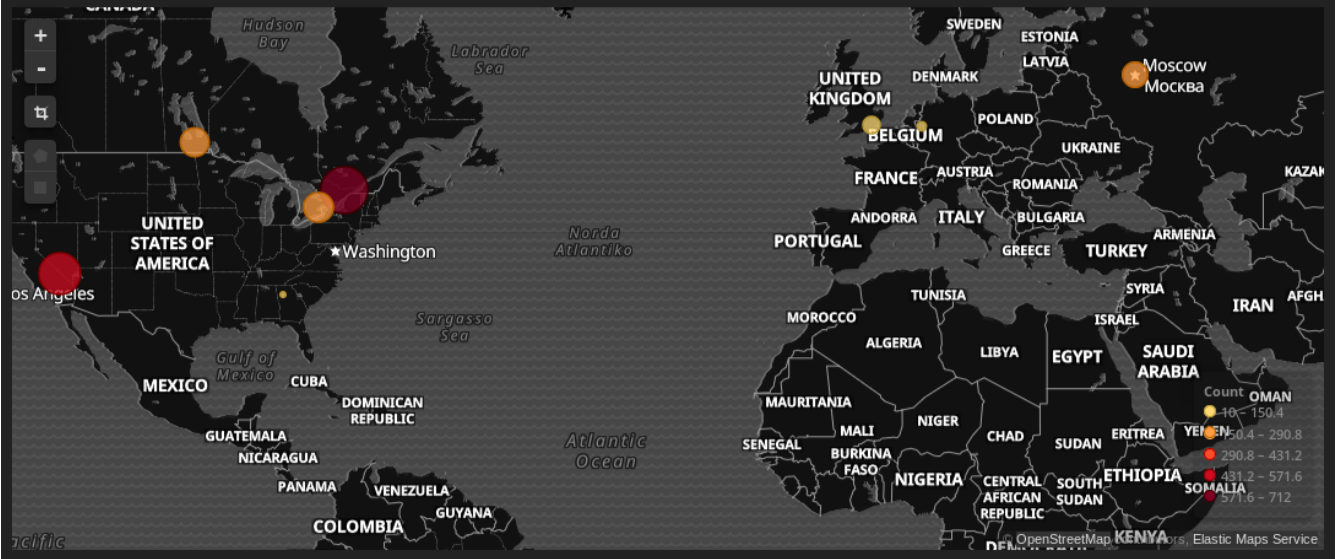 CANADA
Hudson
Bay
Labrador
Sea
SWEDEN
ESTONIA
LATVIA
Moscow
Москва
UNITED
KINGDOM
DENMARK
POLAND
BELGIUM
UKRAINE
FRANCE
AUSTRIA
ROMANIA
KAZAK
UNITED
STATES OF
AMERICA
Washington
os Angeles
Norda
Atlantiko
ANDORRA
ITALY
BULGARIA
PORTUGAL
GREECE
TURKEY
ARMENIA
Sargasso
Sea
TUNISIA
SYRIA
IRAN
AFGH
MOROCCO
ISRAEL
ALGERIA
LIBYA
EGYPT
SAUDI
ARABIA
Gulf of
Mexico
MEXICO
CUBA
DOMINICAN
REPUBLIC
MAURITANIA
MALI
NIGER
CHAD
SUDAN
ERITREA
YEMEN
OMAN
GUATEMALA
NICARAGUA
Atlantic
Ocean
SENEGAL
BURKINA
FASO
NIGERIA
CENTRAL
AFRICAN
REPUBLIC
SOUTH
SUDAN
ETHIOPIA
SOMALIA
PANAMA
VENEZUELA
GUYANA
COLOMBIA
KENYA
Count
10 – 150.4
150.4 – 290.8
290.8 – 431.2
431.2 – 571.6
571.6 – 712
acific
© OpenStreetMap
, Elastic Maps Service
+
-